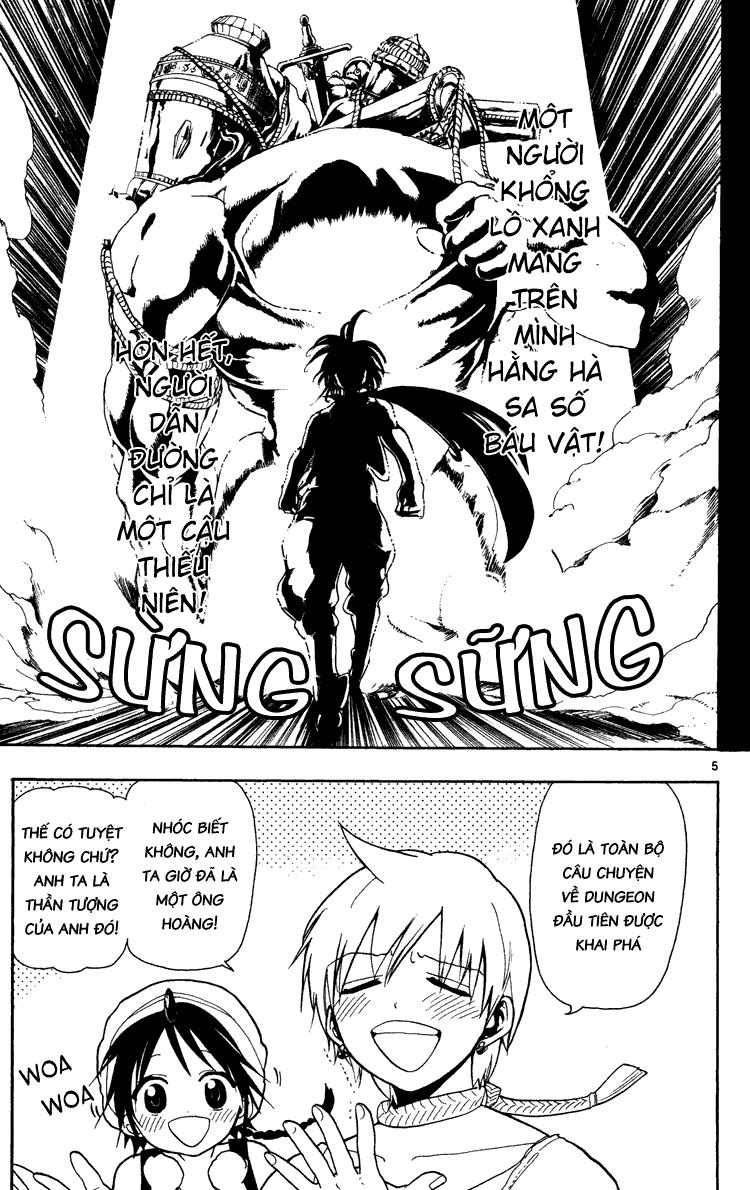 MỘT
NGƯỜI
KHỔNG
LỒ XANH
MANG
TRÊN
MÌNH
HẰNG HÀ
SA SỐ
BÁU VẬT!
HƠN HẾT,
NGƯỜI
DẪN
ĐƯỜNG
CHỈ LÀ
MỘT CẬU
THIẾU
NIÊN!
SỪNG SỮNG
5
ĐÓ LÀ TOÀN BỘ
CÂU CHUYỆN
VỀ DUNGEON
ĐẦU TIÊN ĐƯỢC
KHAI PHÁ
NHÓC BIẾT
KHÔNG, ANH
TA GIỜ ĐÃ LÀ
MỘT ÔNG
HOÀNG!
THẾ CÓ TUYỆT
KHÔNG CHỨ?
ANH TA LÀ
THẦN TƯỢNG
CỦA ANH ĐÓ!
WOA
WOA